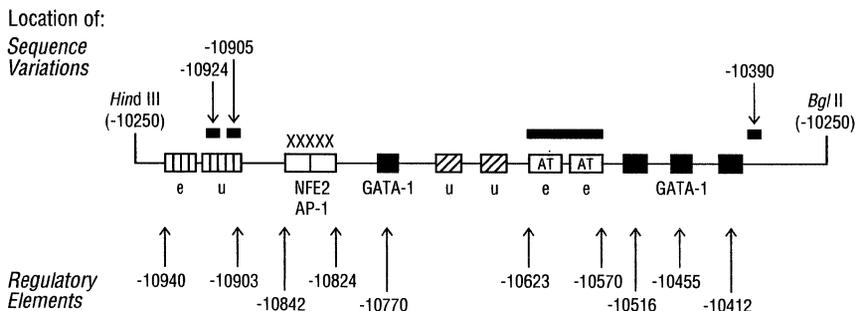 Location of:
Sequence
Variations
-10905
-10924
-10390
Hind III
(-10250)
Bgl II
(-10250)
XXXXX
AT AT
e u NFE2 GATA-1 u u e e GATA-1
AP-1
Regulatory
Elements
-10940 -10903 -10824 -10623 -10570 -10455
-10842 -10770 -10516 -10412